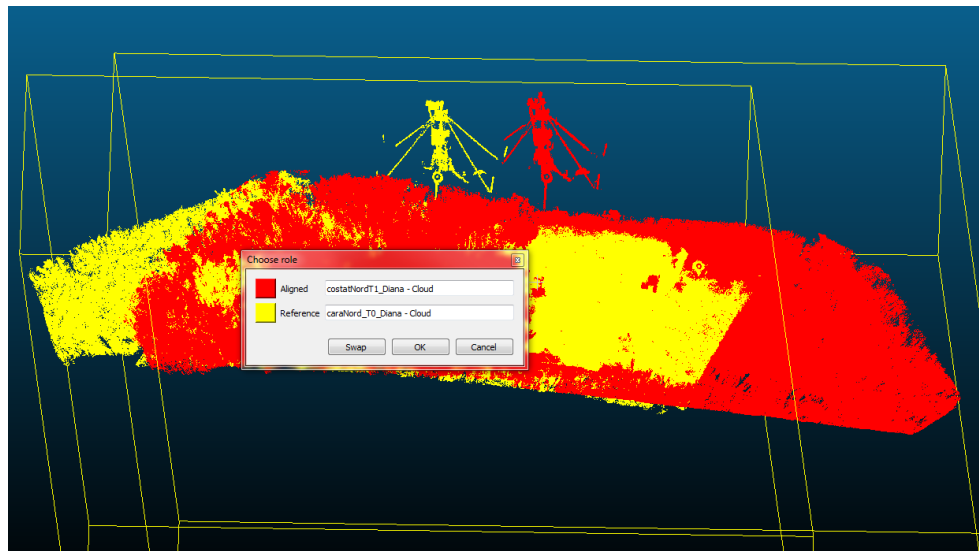 Choose role
Aligned costatNordT1_Diana - Cloud
Reference caraNord_T0_Diana - Cloud
Swap OK Cancel